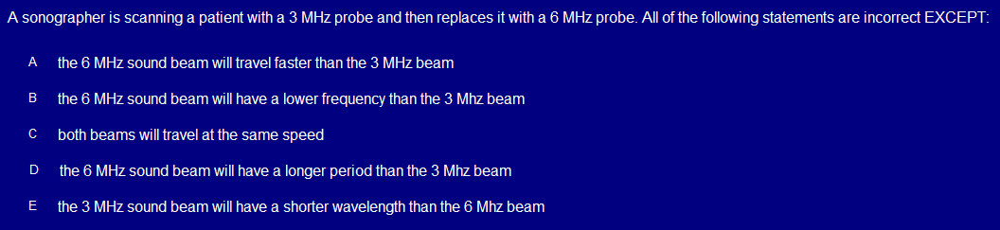 A sonographer is scanning a patient with a 3 MHz probe and then replaces it with a 6 MHz probe. All of the following statements are incorrect EXCEPT:
A the 6 MHz sound beam will travel faster than the 3 MHz beam
B the 6 MHz sound beam will have a lower frequency than the 3 Mhz beam
C both beams will travel at the same speed
D the 6 MHz sound beam will have a longer period than the 3 Mhz beam
E the 3 MHz sound beam will have a shorter wavelength than the 6 Mhz beam